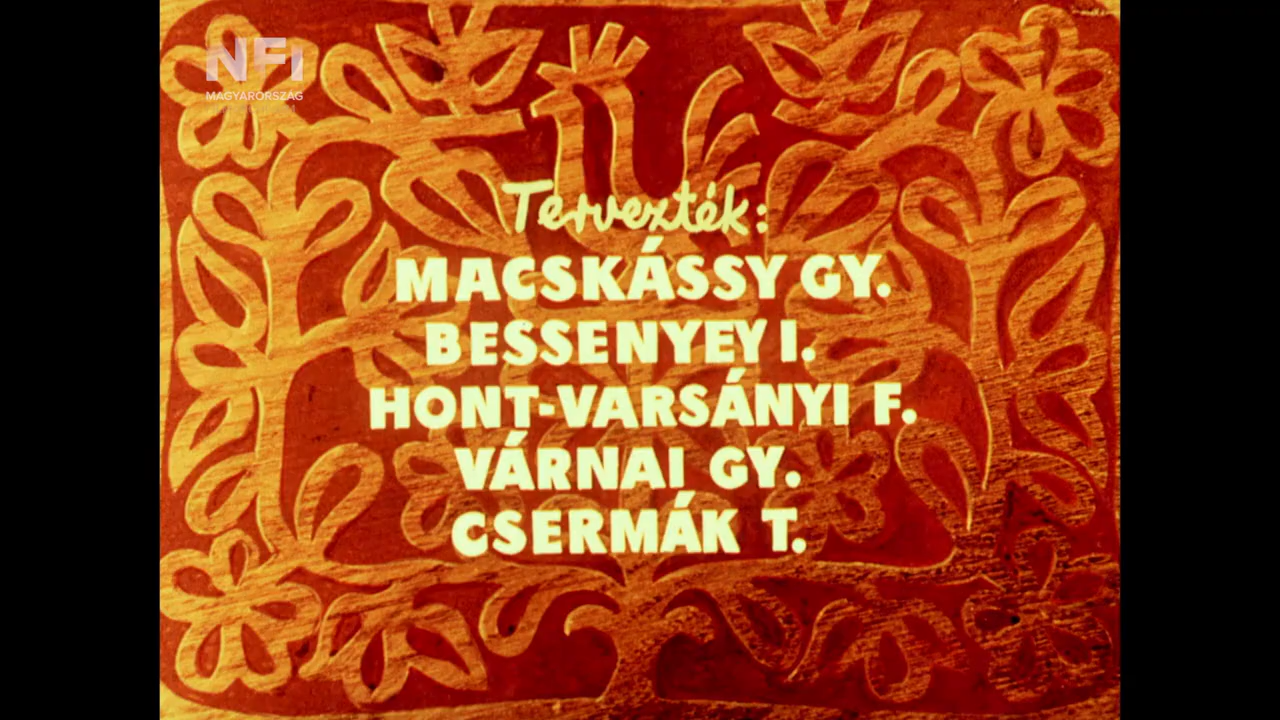 NFI
MAGYARORSZÁG
Tervezték:
MACSKÁSSY GY.
BESSENYEY I.
HONT-VARSÁNYI F.
VÁRNAI GY.
CSERMÁK T.